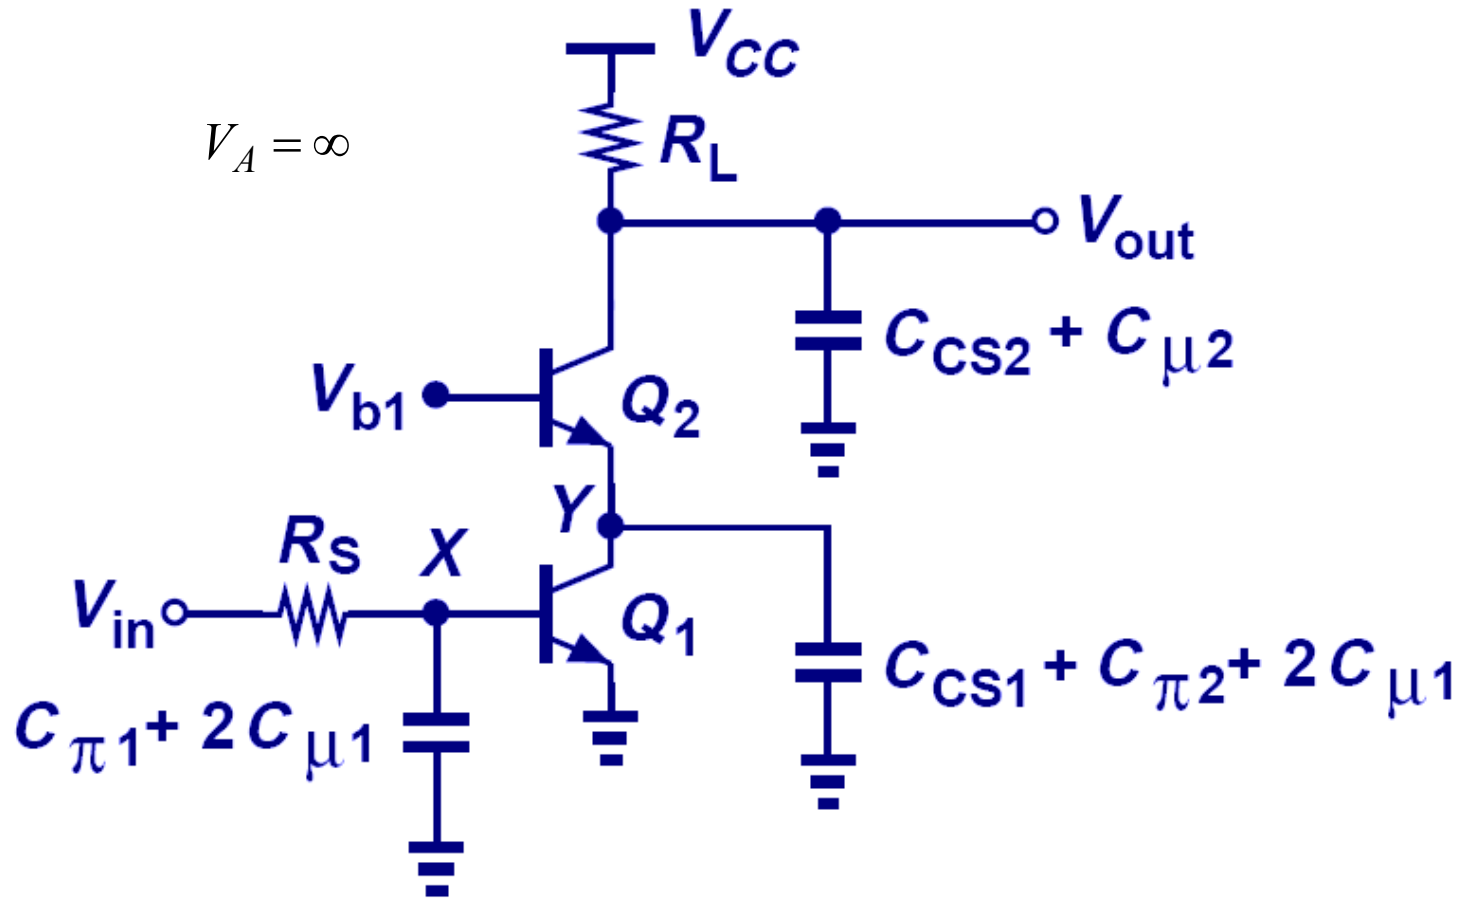 V_CC
V_A = ∞
R_L
V_out
C_CS2 + C_μ2
V_b1
Q_2
Y
R_S
X
V_in
Q_1
C_CS1 + C_π2 + 2C_μ1
C_π1 + 2C_μ1